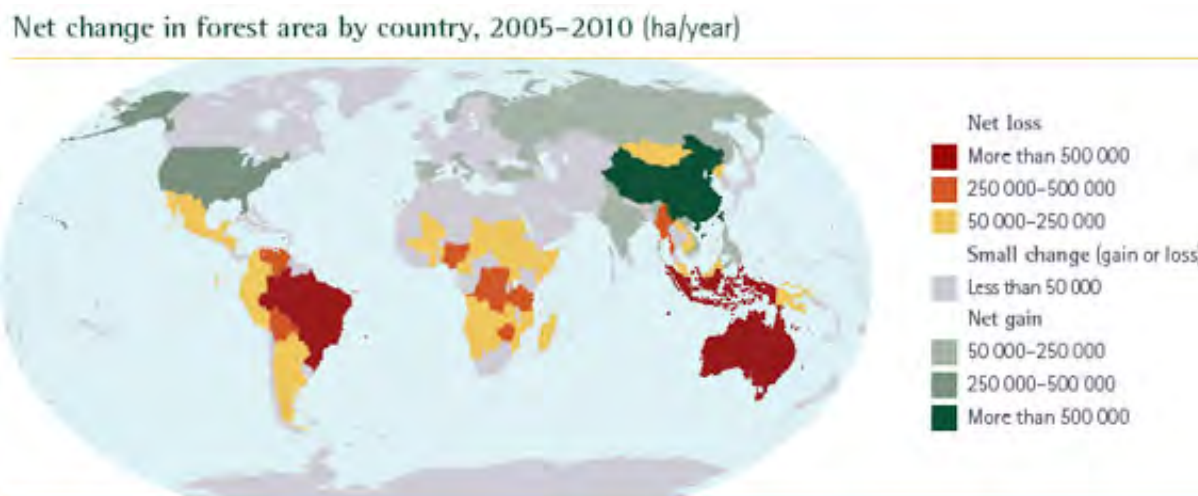 Net change in forest area by country, 2005–2010 (ha/year)
Net loss
More than 500 000
250 000–500 000
50 000–250 000
Small change (gain or loss)
Less than 50 000
Net gain
50 000–250 000
250 000–500 000
More than 500 000